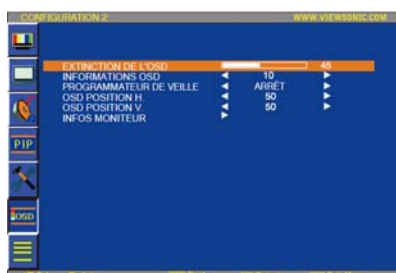 CONFIGURATION 2 WWW.VIEWSONIC.COM
EXTINCTION DE L'OSD 45
INFORMATIONS OSD 10
PROGRAMMATEUR DE VEILLE ARRÊT
OSD POSITION H. 50
OSD POSITION V. 50
INFOS MONITEUR
PIP
OSD